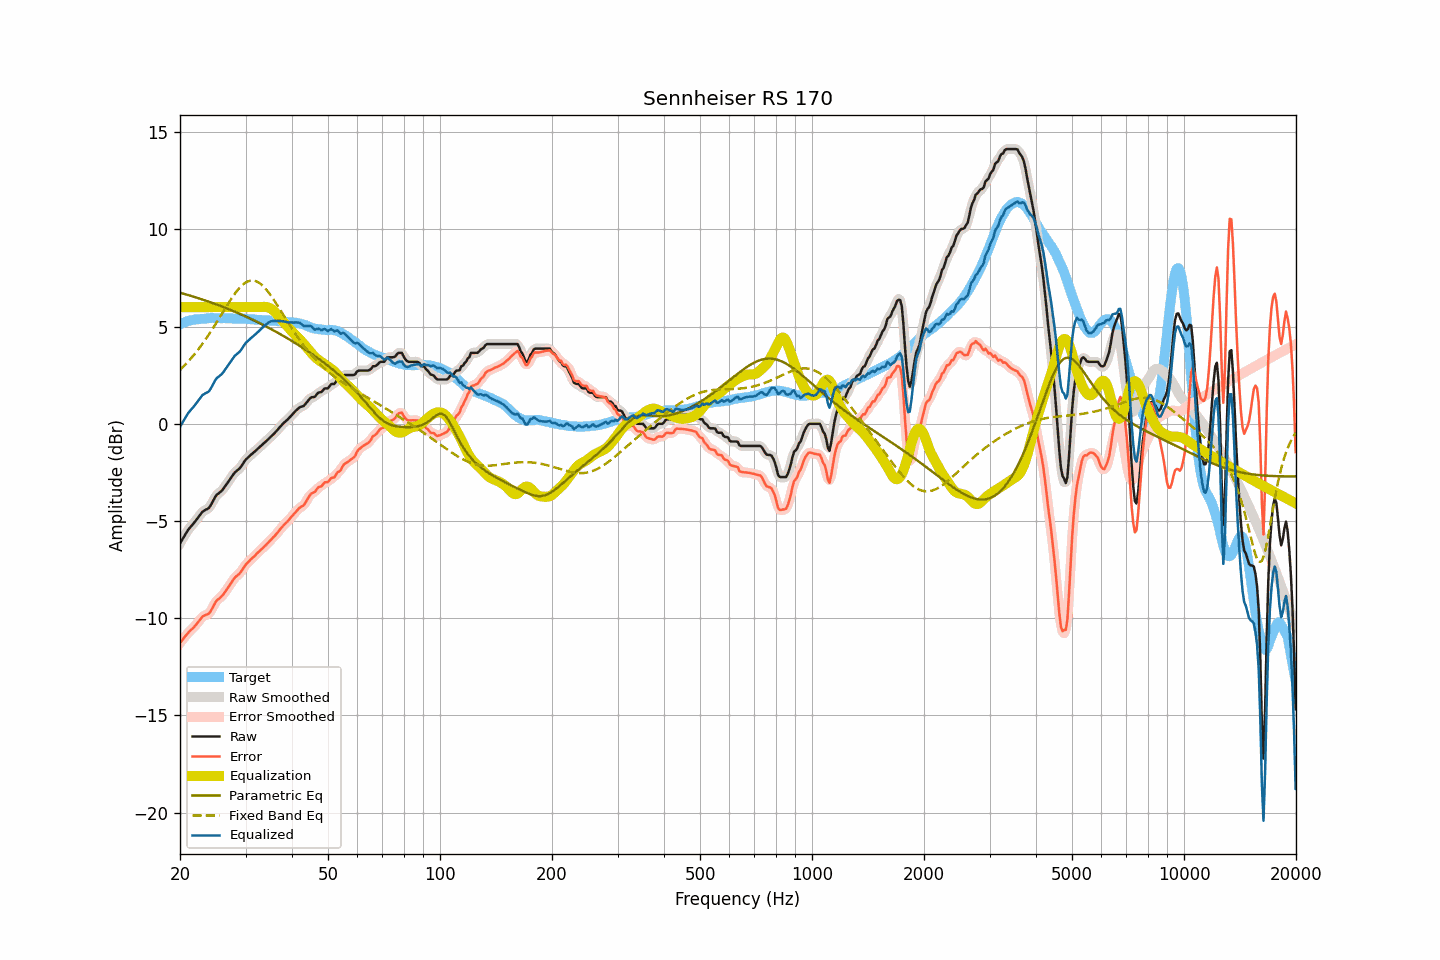 Sennheiser RS 170
15
10
5
0
−5
−10
−15
−20
Amplitude (dBr)
Target
Raw Smoothed
Error Smoothed
Raw
Error
Equalization
Parametric Eq
Fixed Band Eq
Equalized
20 50 100 200 500 1000 2000 5000 10000 20000
Frequency (Hz)